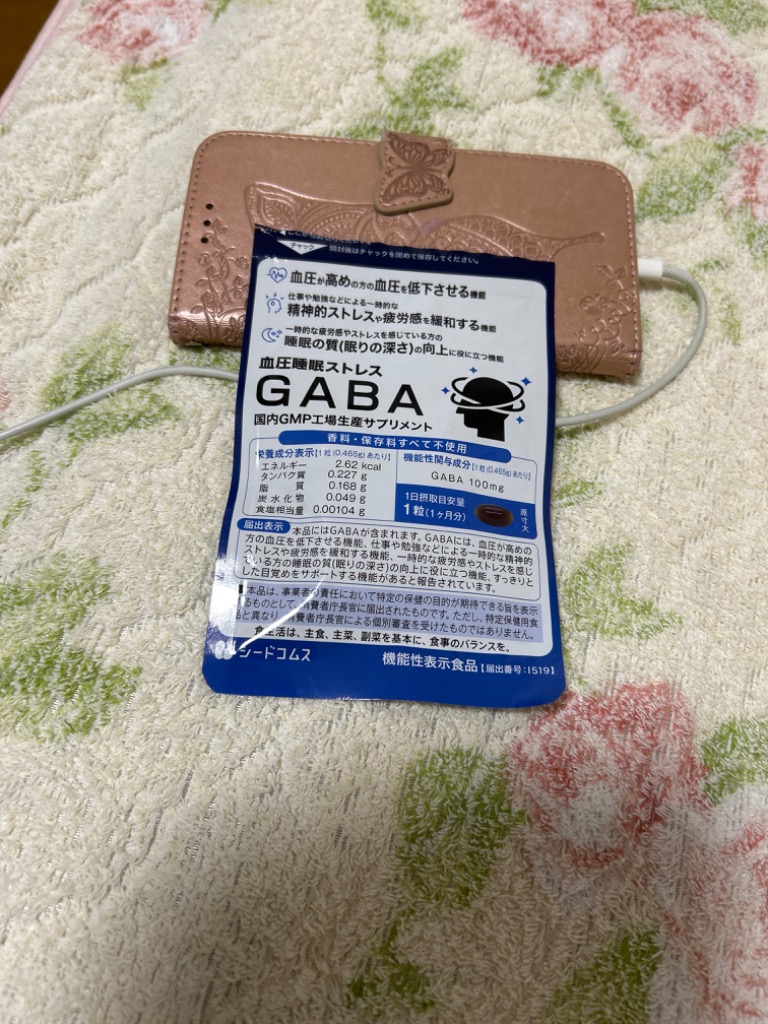 チャック
開封後はチャックを閉めて保存してください。
血圧が高めの方の血圧を低下させる機能
仕事や勉強などによる一時的な
精神的ストレスや疲労感を緩和する機能
一時的な疲労感やストレスを感じている方の
睡眠の質(眠りの深さ)の向上に役に立つ機能
血圧睡眠ストレス
GABA
国内GMP工場生産サプリメント
香料・保存料すべて不使用
栄養成分表示[1粒(0.465g)あたり]
エネルギー 2.62 kcal
タンパク質 0.227 g
脂質 0.168 g
炭水化物 0.049 g
食塩相当量 0.00104 g
機能性関与成分[1粒(0.465g)あたり]
GABA 100mg
1日摂取目安量
1粒(1ヶ月分)
原寸大
届出表示 本品にはGABAが含まれます。GABAには、血圧が高めの
方の血圧を低下させる機能、仕事や勉強などによる一時的な精神的
ストレスや疲労感を緩和する機能、一時的な疲労感やストレスを感じ
ている方の睡眠の質(眠りの深さ)の向上に役に立つ機能、すっきりと
した目覚めをサポートする機能があると報告されています。
■本品は、事業者の責任において特定の保健の目的が期待できる旨を表示
するものとして、消費者庁長官に届出されたものです。ただし、特定保健用食
品と異なり、消費者庁長官による個別審査を受けたものではありません。
食生活は、主食、主菜、副菜を基本に、食事のバランスを。
シードコムス
機能性表示食品【届出番号:I519】